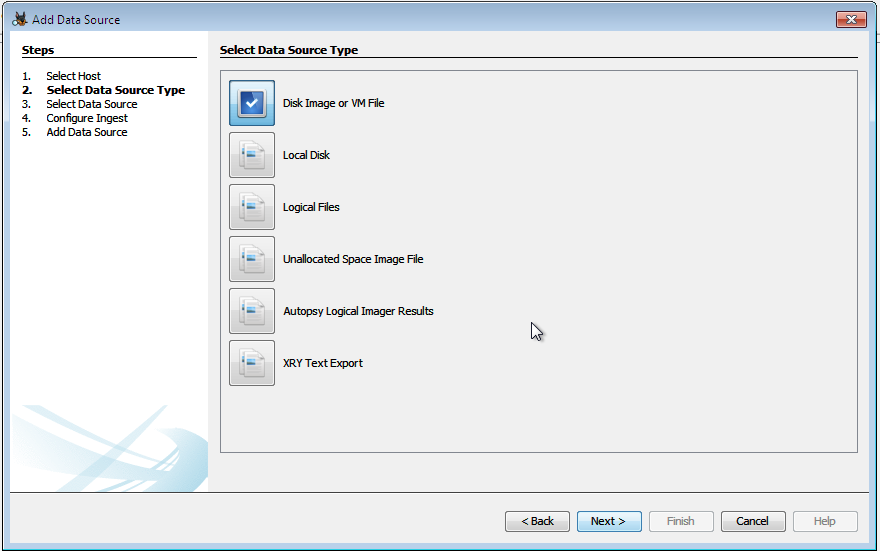 Add Data Source
Steps
1. Select Host
2. Select Data Source Type
3. Select Data Source
4. Configure Ingest
5. Add Data Source
Select Data Source Type
Disk Image or VM File
Local Disk
Logical Files
Unallocated Space Image File
Autopsy Logical Imager Results
XRY Text Export
< Back
Next >
Finish
Cancel
Help